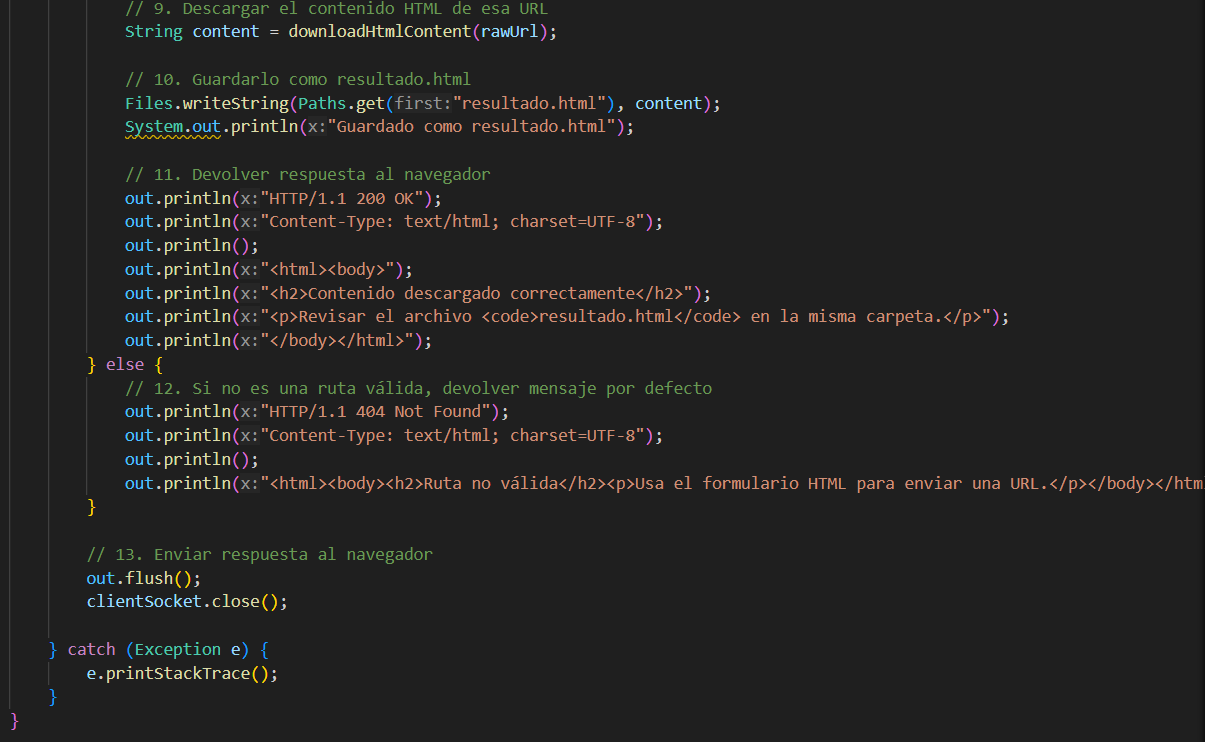 // 9. Descargar el contenido HTML de esa URL
String content = downloadHtmlContent(rawUrl);
// 10. Guardarlo como resultado.html
Files.writeString(Paths.get(first:"resultado.html"), content);
System.out.println(x:"Guardado como resultado.html");
// 11. Devolver respuesta al navegador
out.println(x:"HTTP/1.1 200 OK");
out.println(x:"Content-Type: text/html; charset=UTF-8");
out.println();
out.println(x:"<html><body>");
out.println(x:"<h2>Contenido descargado correctamente</h2>");
out.println(x:"<p>Revisar el archivo <code>resultado.html</code> en la misma carpeta.</p>");
out.println(x:"</body></html>");
} else {
// 12. Si no es una ruta válida, devolver mensaje por defecto
out.println(x:"HTTP/1.1 404 Not Found");
out.println(x:"Content-Type: text/html; charset=UTF-8");
out.println();
out.println(x:"<html><body><h2>Ruta no válida</h2><p>Usa el formulario HTML para enviar una URL.</p></body></htm
}
// 13. Enviar respuesta al navegador
out.flush();
clientSocket.close();
} catch (Exception e) {
e.printStackTrace();
}
}